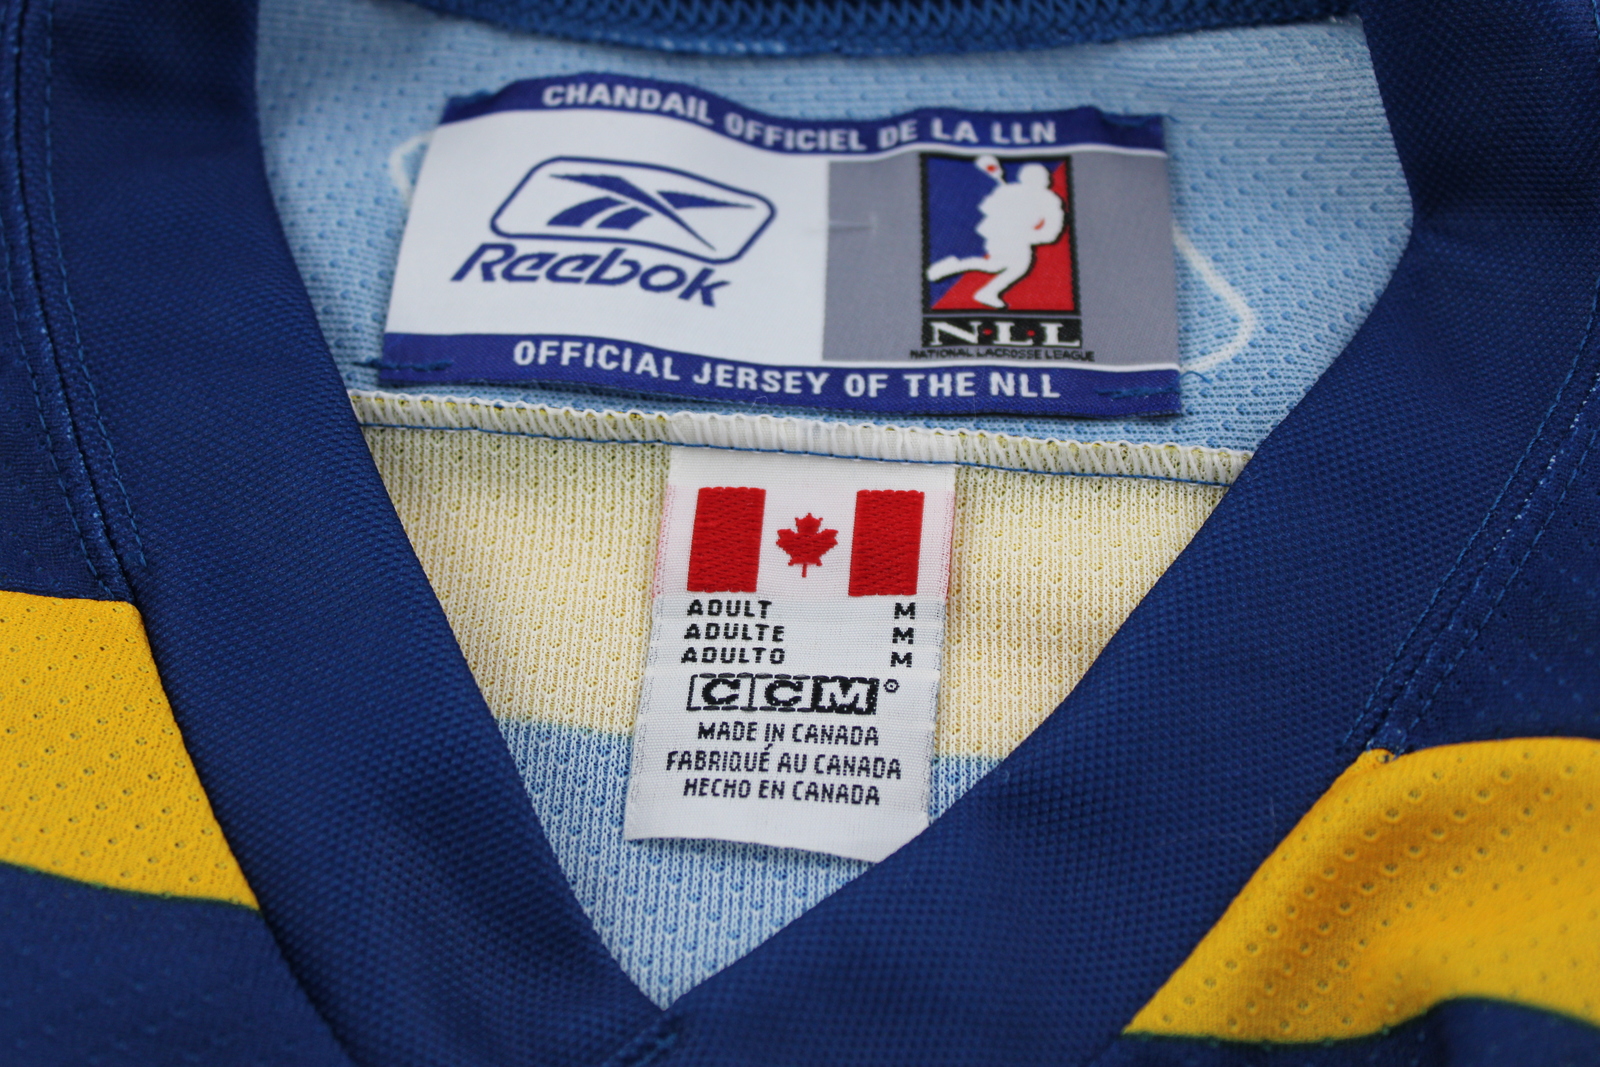 CHANDAIL OFFICIEL DE LA LLN
Reebok
N·L·L
NATIONAL LACROSSE LEAGUE
OFFICIAL JERSEY OF THE NLL
ADULT M
ADULTE M
ADULTO M
CCM
MADE IN CANADA
FABRIQUÉ AU CANADA
HECHO EN CANADA